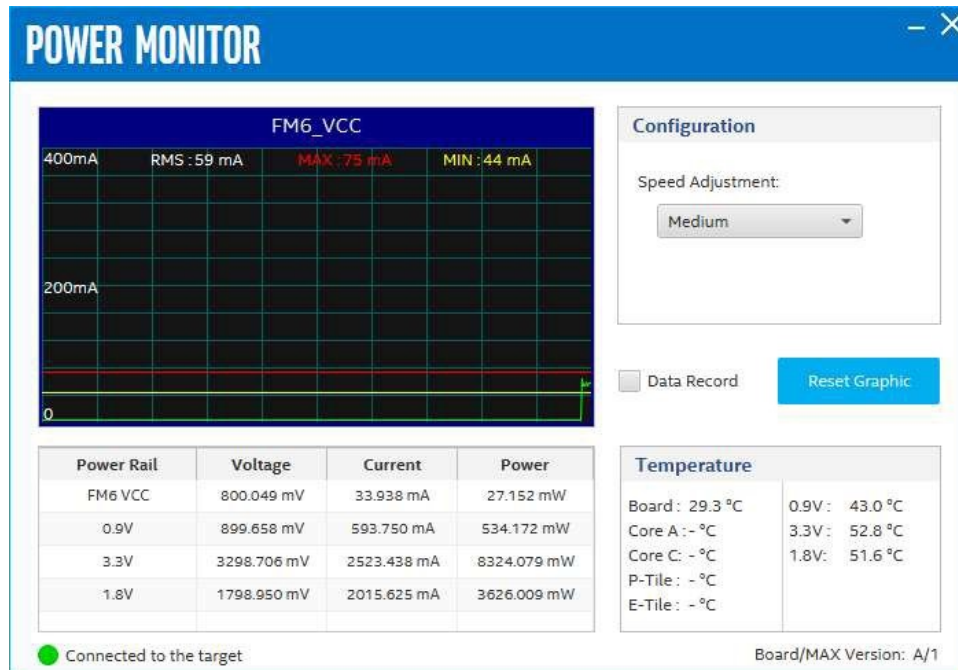 POWER MONITOR
FM6_VCC
400mA RMS :59 mA MAX :75 mA MIN :44 mA
200mA
0
Configuration
Speed Adjustment:
Medium
Data Record
Reset Graphic
Power Rail Voltage Current Power
FM6 VCC 800.049 mV 33.938 mA 27.152 mW
0.9V 899.658 mV 593.750 mA 534.172 mW
3.3V 3298.706 mV 2523.438 mA 8324.079 mW
1.8V 1798.950 mV 2015.625 mA 3626.009 mW
Temperature
Board : 29.3 °C 0.9V : 43.0 °C
Core A :- °C 3.3V : 52.8 °C
Core C: - °C 1.8V: 51.6 °C
P-Tile : - °C
E-Tile : - °C
Connected to the target
Board/MAX Version: A/1